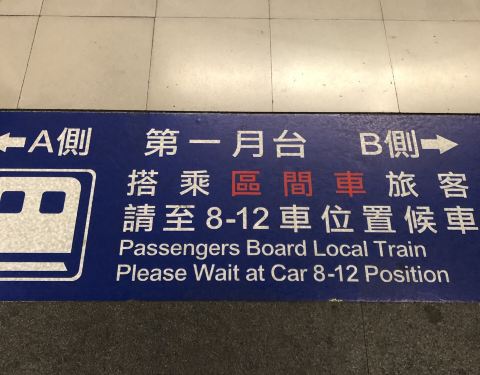 ←A側 第一月台 B側→
搭乘區間車旅客
請至8-12車位置候車
Passengers Board Local Train
Please Wait at Car 8-12 Position